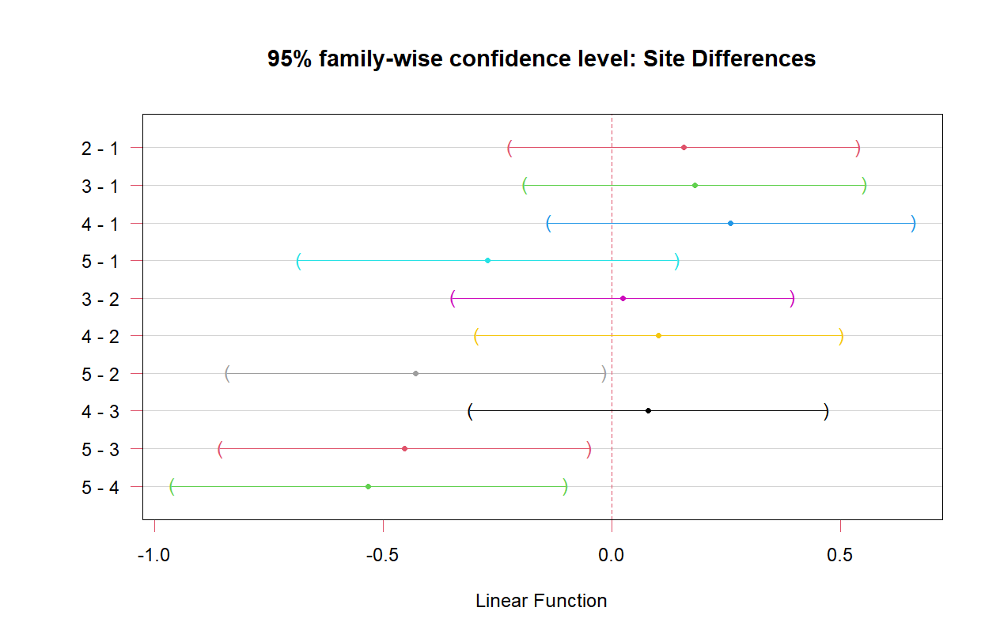 95% family-wise confidence level: Site Differences
2 - 1
3 - 1
4 - 1
5 - 1
3 - 2
4 - 2
5 - 2
4 - 3
5 - 3
5 - 4
-1.0 -0.5 0.0 0.5
Linear Function